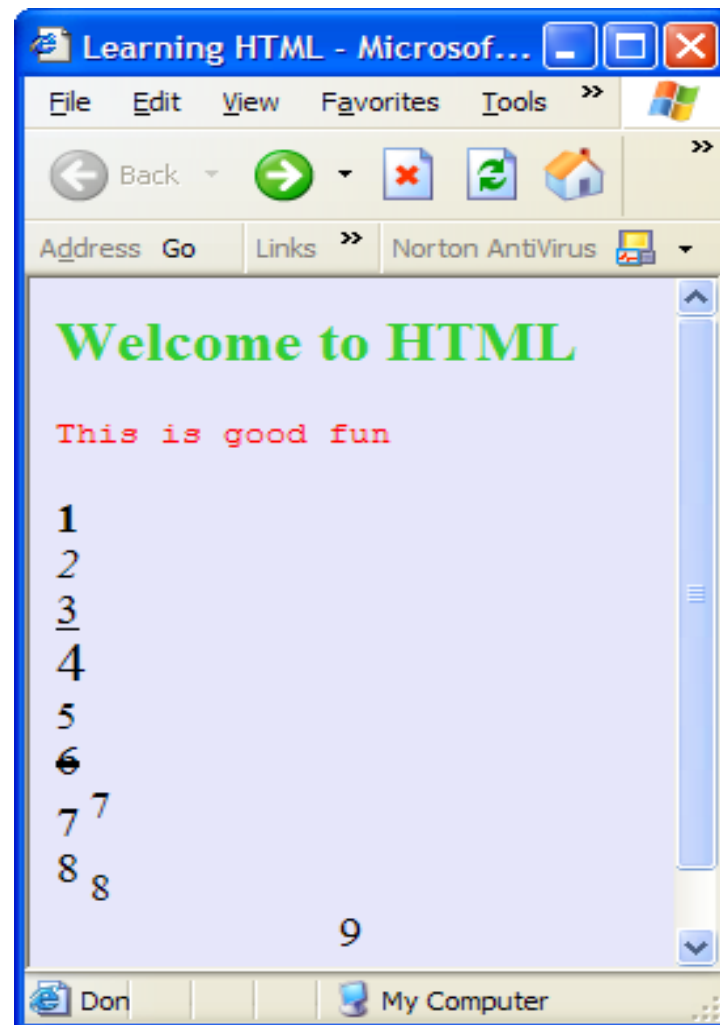 Learning HTML - Microsof...
File Edit View Favorites Tools »
Back »
Address Go Links » Norton AntiVirus
Welcome to HTML
This is good fun
1
2
3
4
5
6
7 7
8 8
9
Don My Computer